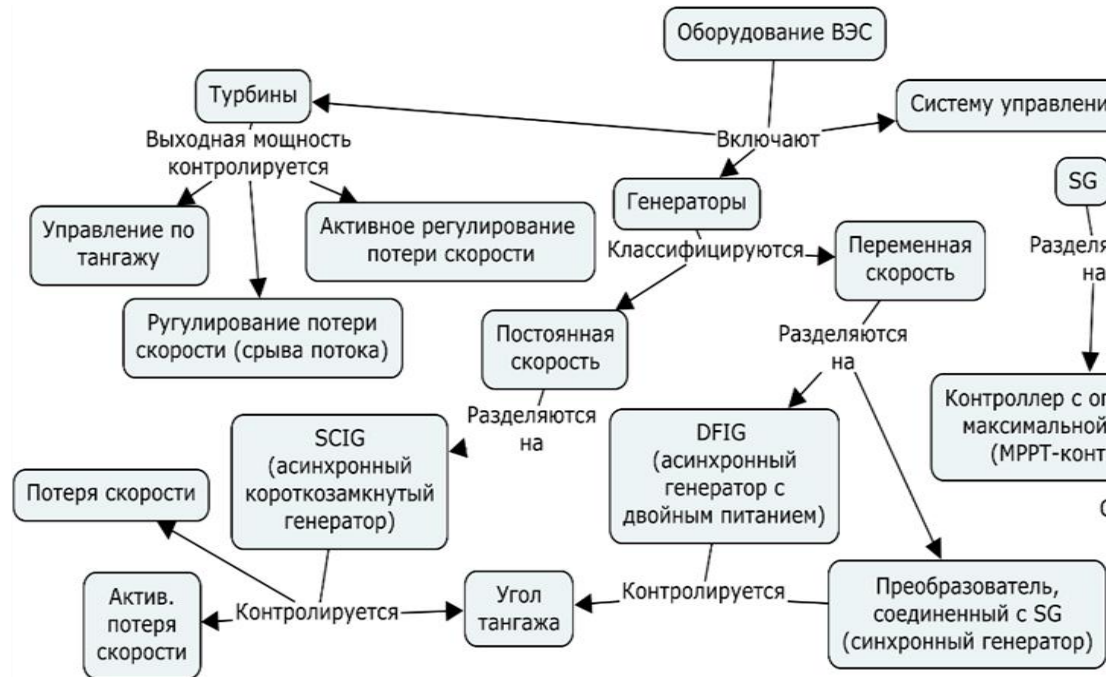 Оборудование ВЭС
Турбины
Систему управлени
Выходная мощность
контролируется
Включают
SG
Генераторы
Управление по
тангажу
Активное регулирование
потери скорости
Классифицируются
Переменная
скорость
Разделя
на
Ругулирование потери
скорости (срыва потока)
Постоянная
скорость
Разделяются
на
Контроллер с оп
максимальной
(MPPT-конт
Разделяются
на
SCIG
(асинхронный
короткозамкнутый
генератор)
DFIG
(асинхронный
генератор с
двойным питанием)
Потеря скорости
Актив.
потеря
скорости
Контролируется
Угол
тангажа
Контролируется
Преобразователь,
соединенный с SG
(синхронный генератор)